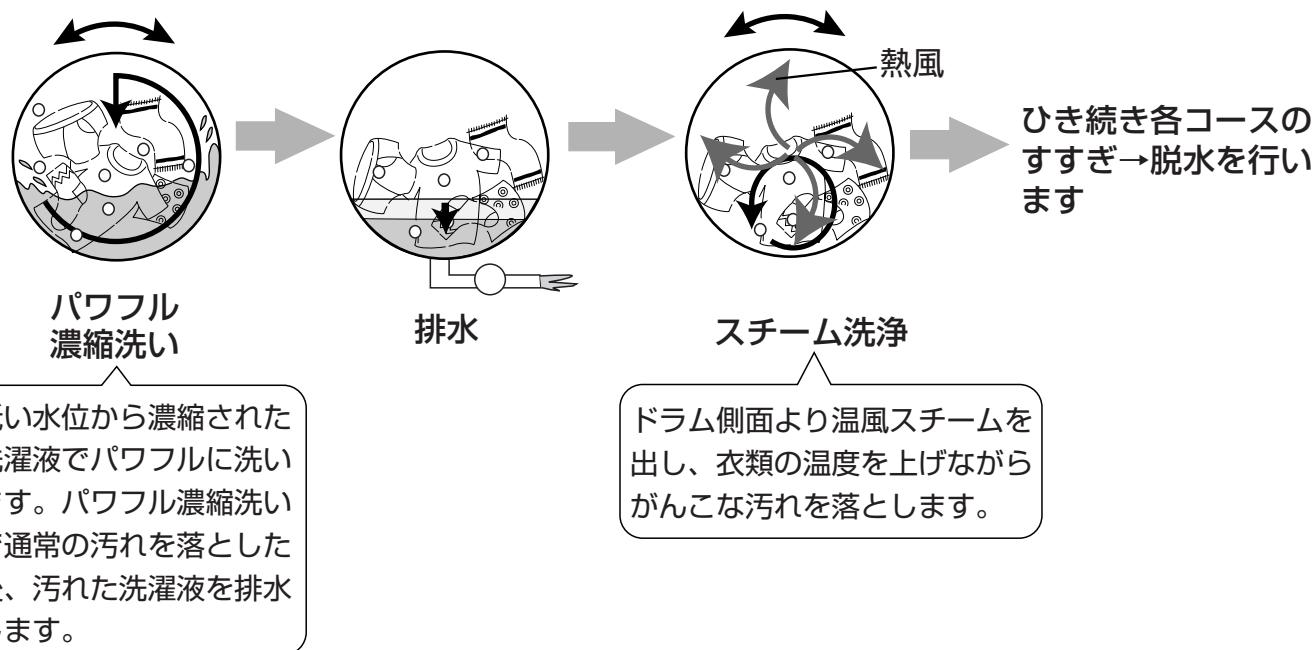 熱風
ひき続き各コースの
すすぎ→脱水を行い
ます
パワフル
濃縮洗い
排水
スチーム洗浄
い水位から濃縮された
濯液でパワフルに洗い
す。パワフル濃縮洗い
通常の汚れを落とした
、汚れた洗濯液を排水
ます。
ドラム側面より温風スチームを
出し、衣類の温度を上げながら
がんこな汚れを落とします。